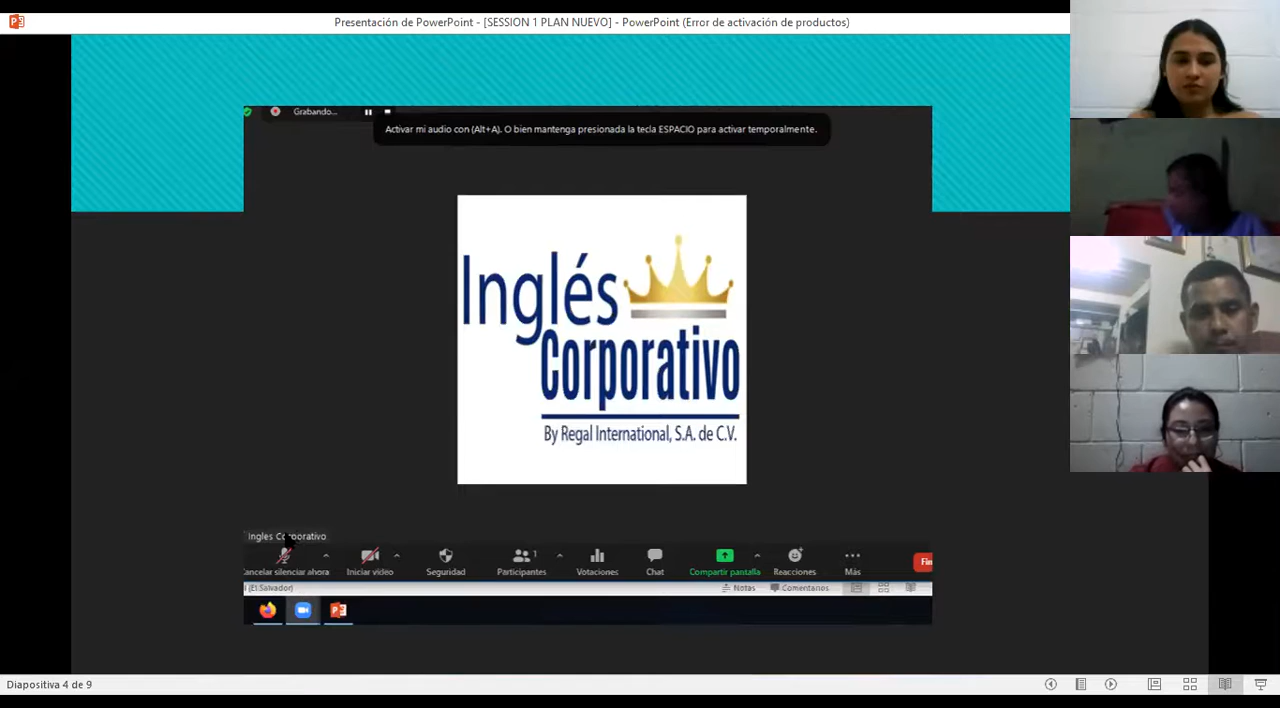 Presentación de PowerPoint - [SESSION 1 PLAN NUEVO] - PowerPoint (Error de activación de productos)
Grabando...
Activar mi audio con (Alt+A). O bien mantenga presionada la tecla ESPACIO para activar temporalmente.
Inglés
Corporativo
By Regal International, S.A. de C.V.
Ingles Corporativo
Cancelar silenciar ahora
Iniciar video
Seguridad
1
Participantes
Votaciones
Chat
Compartir pantalla
Reacciones
Más
Fin
(El Salvador)
Notas
Comentarios
Diapositiva 4 de 9